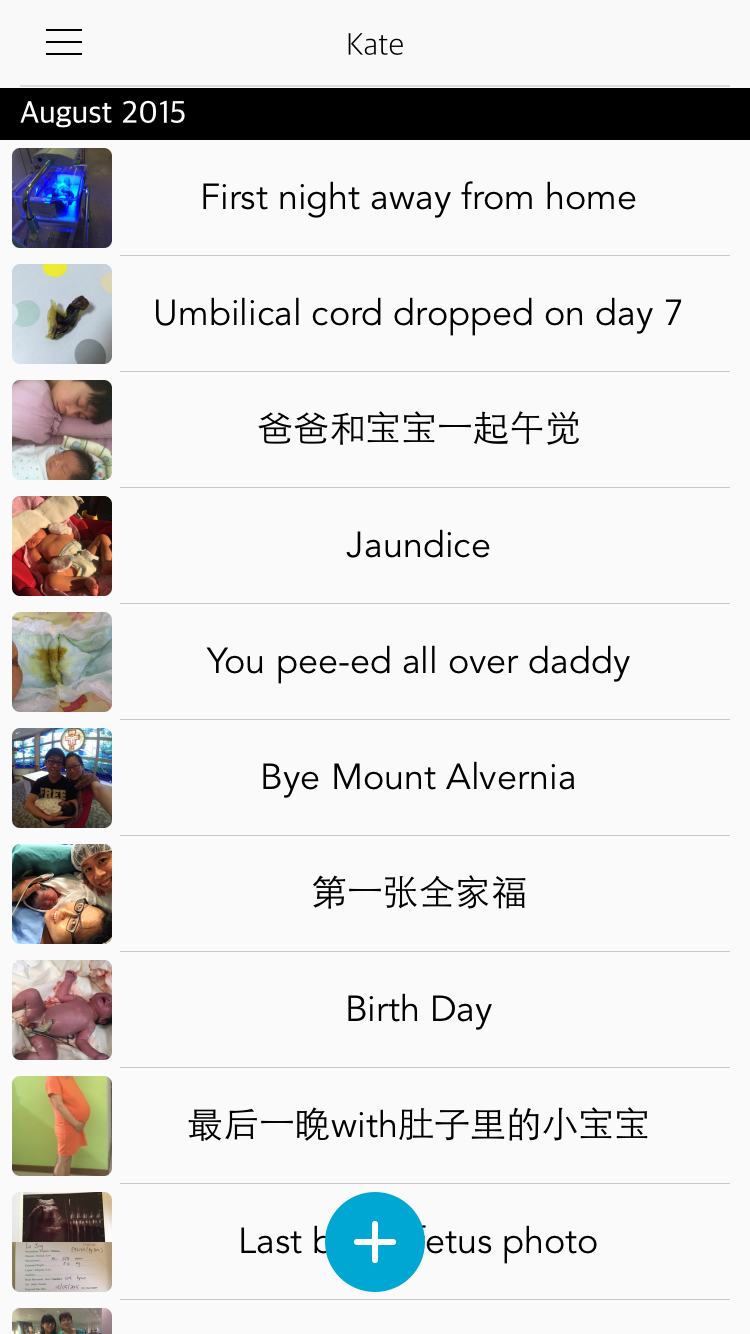 Kate
August 2015
First night away from home
Umbilical cord dropped on day 7
爸爸和宝宝一起午觉
Jaundice
You pee-ed all over daddy
FREE
Bye Mount Alvernia
第一张全家福
Birth Day
最后一晚with肚子里的小宝宝
Last b etus photo